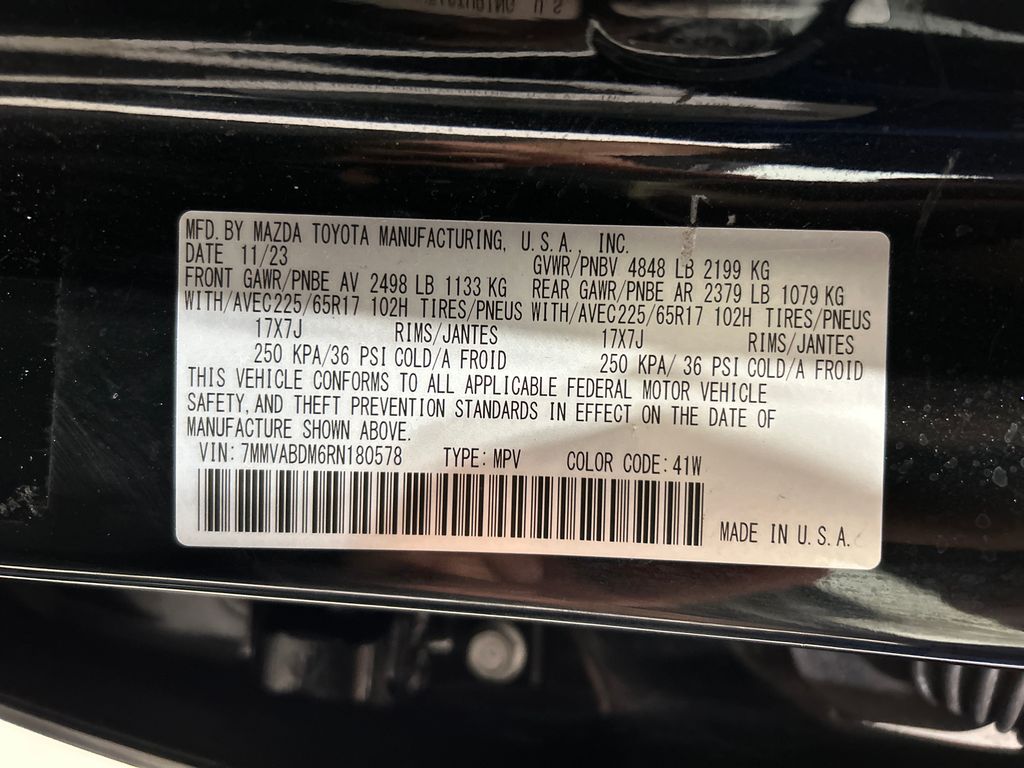 MFD. BY MAZDA TOYOTA MANUFACTURING, U.S.A., INC.
DATE 11/23
GVWR/PNBV 4848 LB 2199 KG
FRONT GAWR/PNBE AV 2498 LB 1133 KG REAR GAWR/PNBE AR 2379 LB 1079 KG
WITH/AVEC225/65R17 102H TIRES/PNEUS WITH/AVEC225/65R17 102H TIRES/PNEUS
17X7J RIMS/JANTES 17X7J RIMS/JANTES
250 KPA/36 PSI COLD/A FROID 250 KPA/ 36 PSI COLD/A FROID
THIS VEHICLE CONFORMS TO ALL APPLICABLE FEDERAL MOTOR VEHICLE
SAFETY, AND THEFT PREVENTION STANDARDS IN EFFECT ON THE DATE OF
MANUFACTURE SHOWN ABOVE.
VIN: 7MMVABDM6RN180578 TYPE: MPV COLOR CODE: 41W
MADE IN U.S.A.